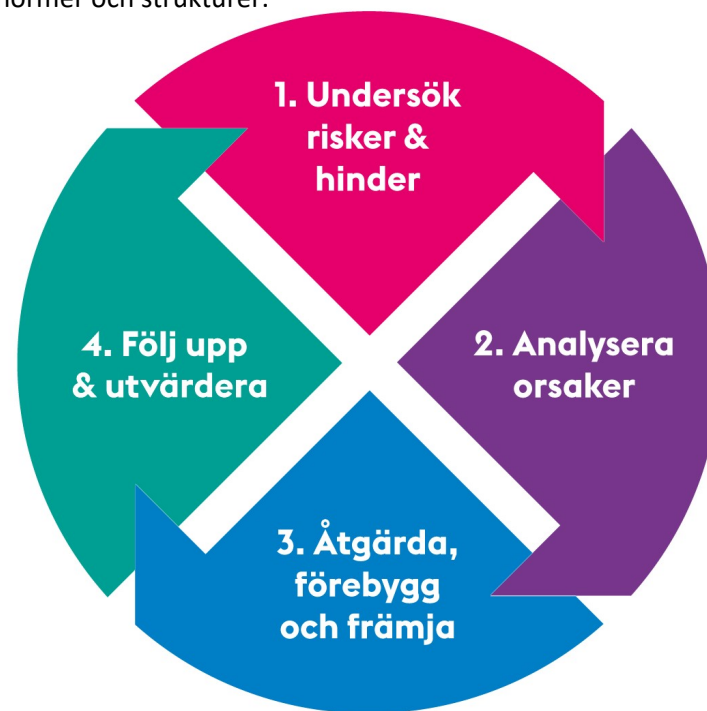 normer och strukturer.
1. Undersök
risker &
hinder
2. Analysera
orsaker
3. Åtgärda,
förebygg
och främja
4. Följ upp
& utvärdera